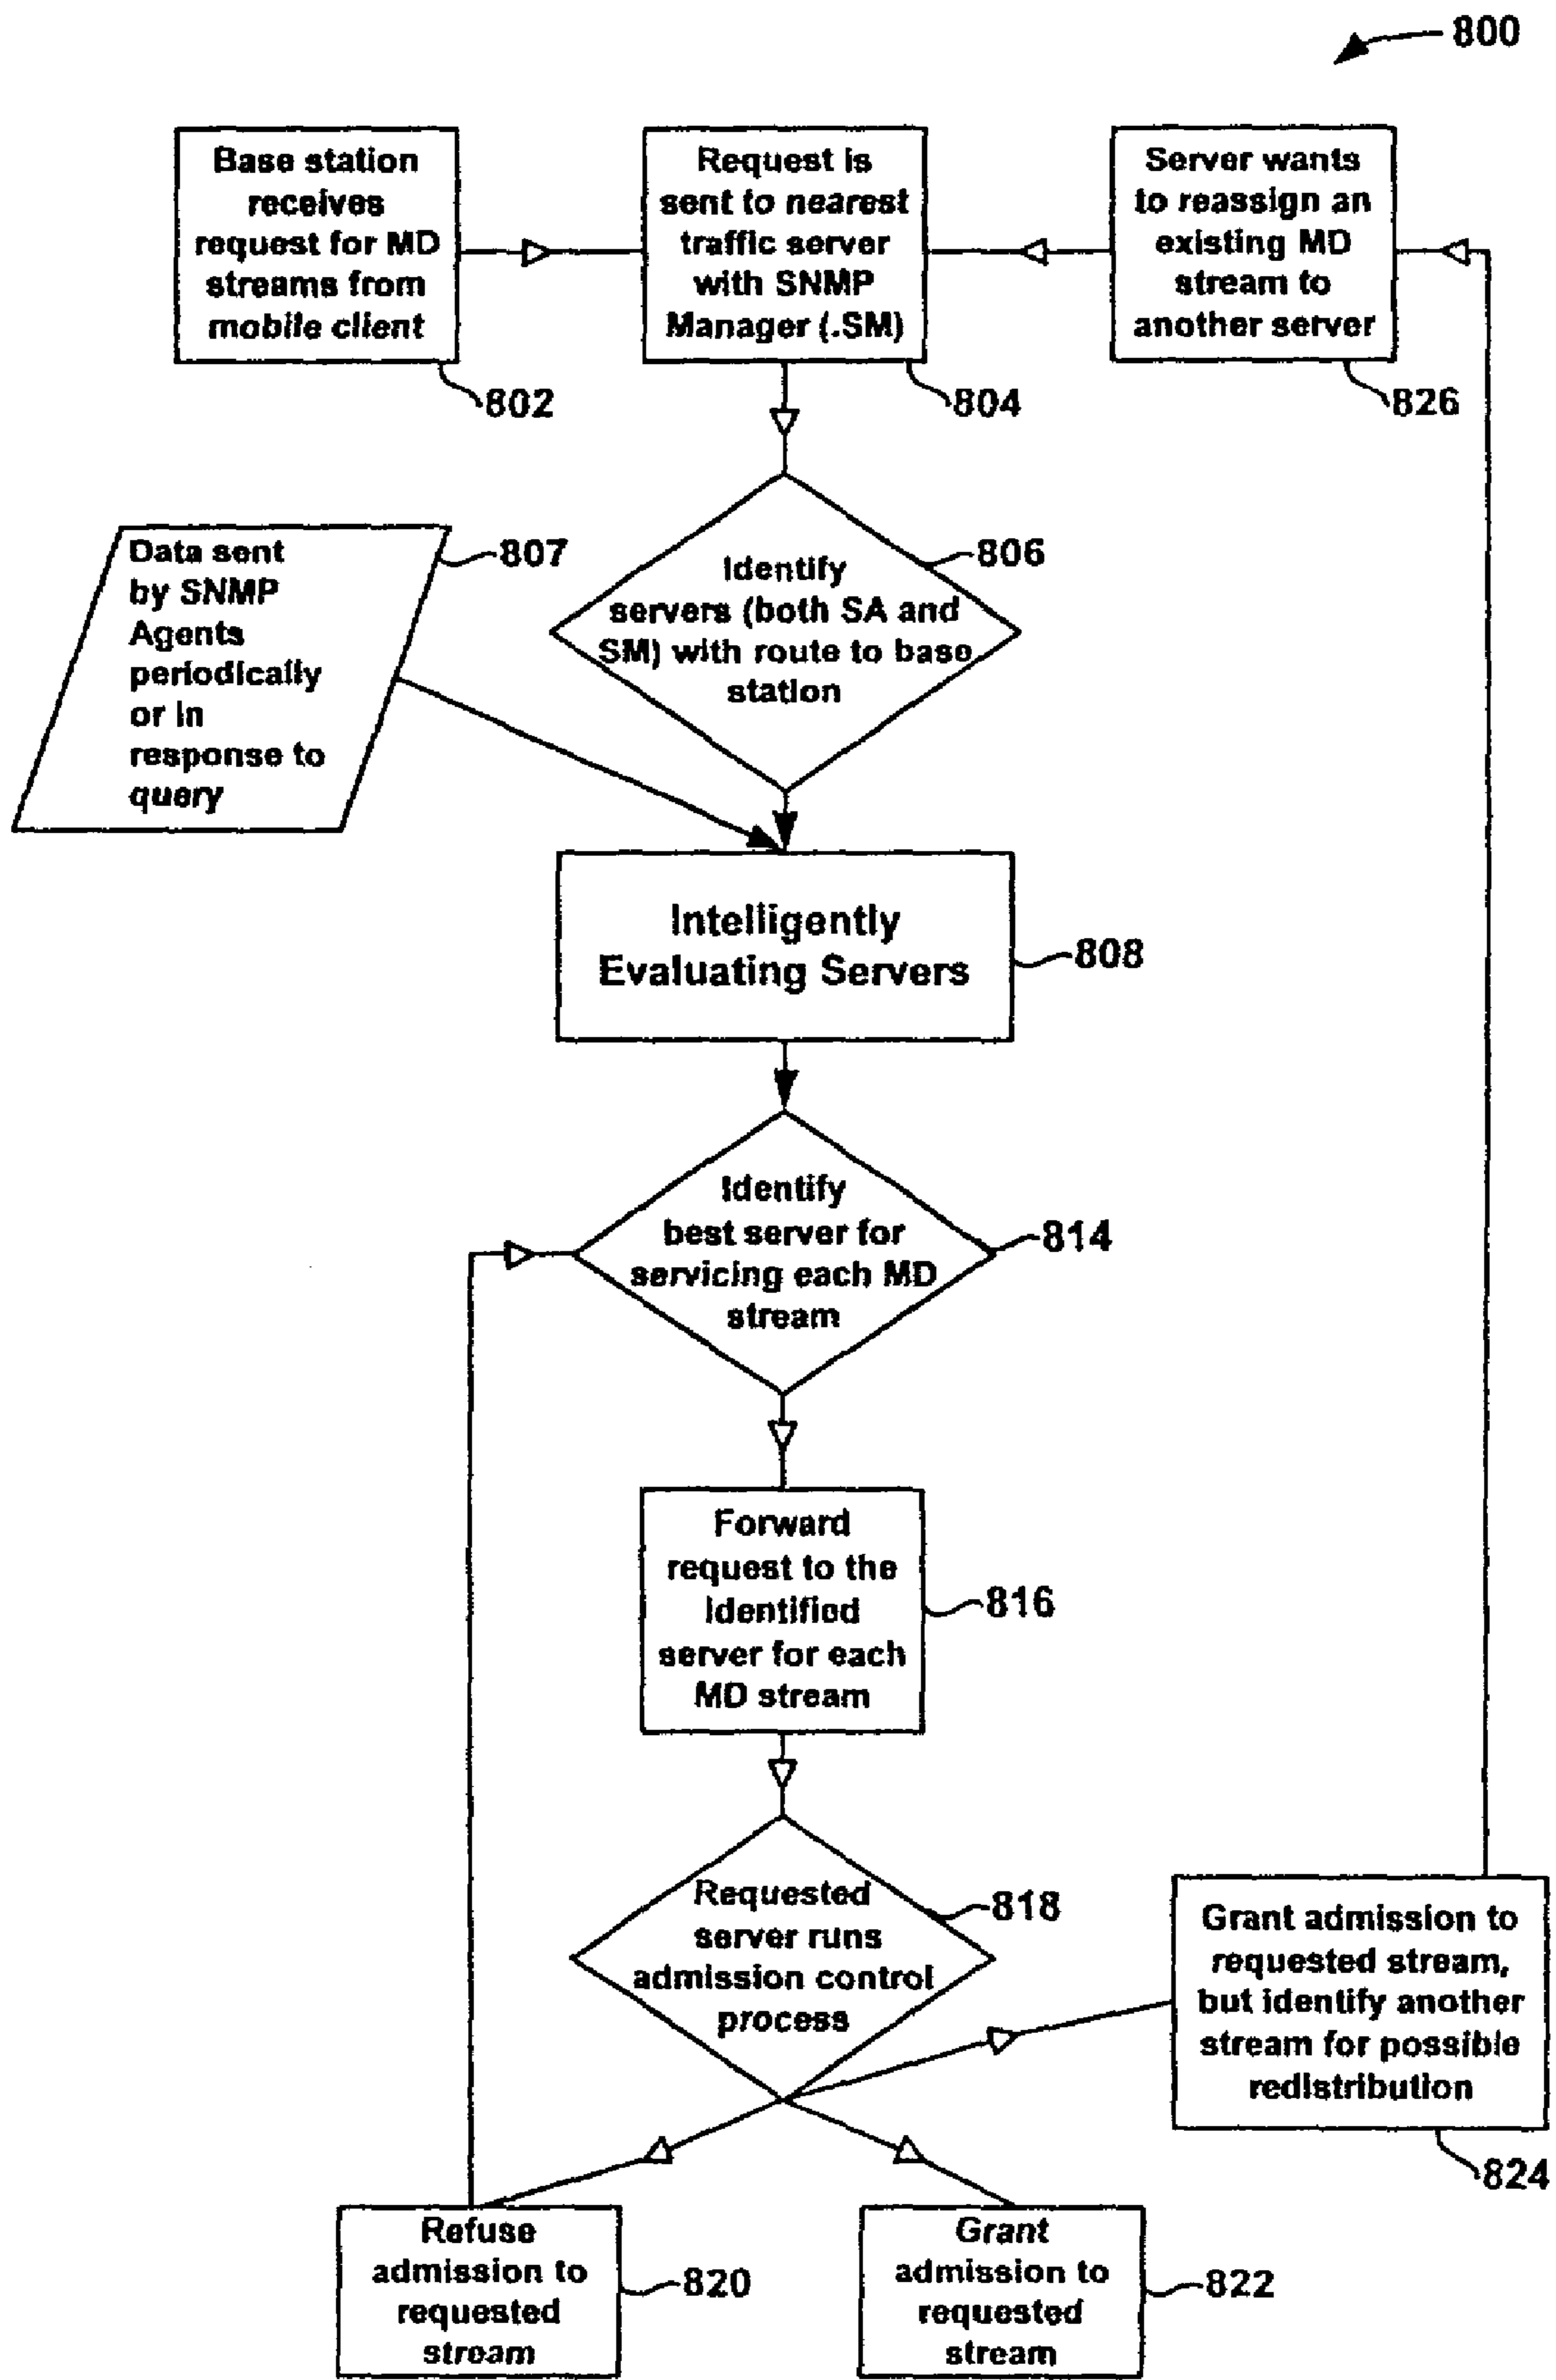 800
Base station
receives
request for MD
streams from
mobile client
802
Request is
sent to nearest
traffic server
with SNMP
Manager (.SM)
804
Server wants
to reassign an
existing MD
stream to
another server
826
Data sent
by SNMP
Agents
periodically
or in
response to
query
807
Identify
servers (both SA and
SM) with route to base
station
806
Intelligently
Evaluating Servers
808
Identify
best server for
servicing each MD
stream
814
Forward
request to the
identified
server for each
MD stream
816
Requested
server runs
admission control
process
818
Grant admission to
requested stream,
but identify another
stream for possible
redistribution
824
Refuse
admission to
requested
stream
820
Grant
admission to
requested
stream
822